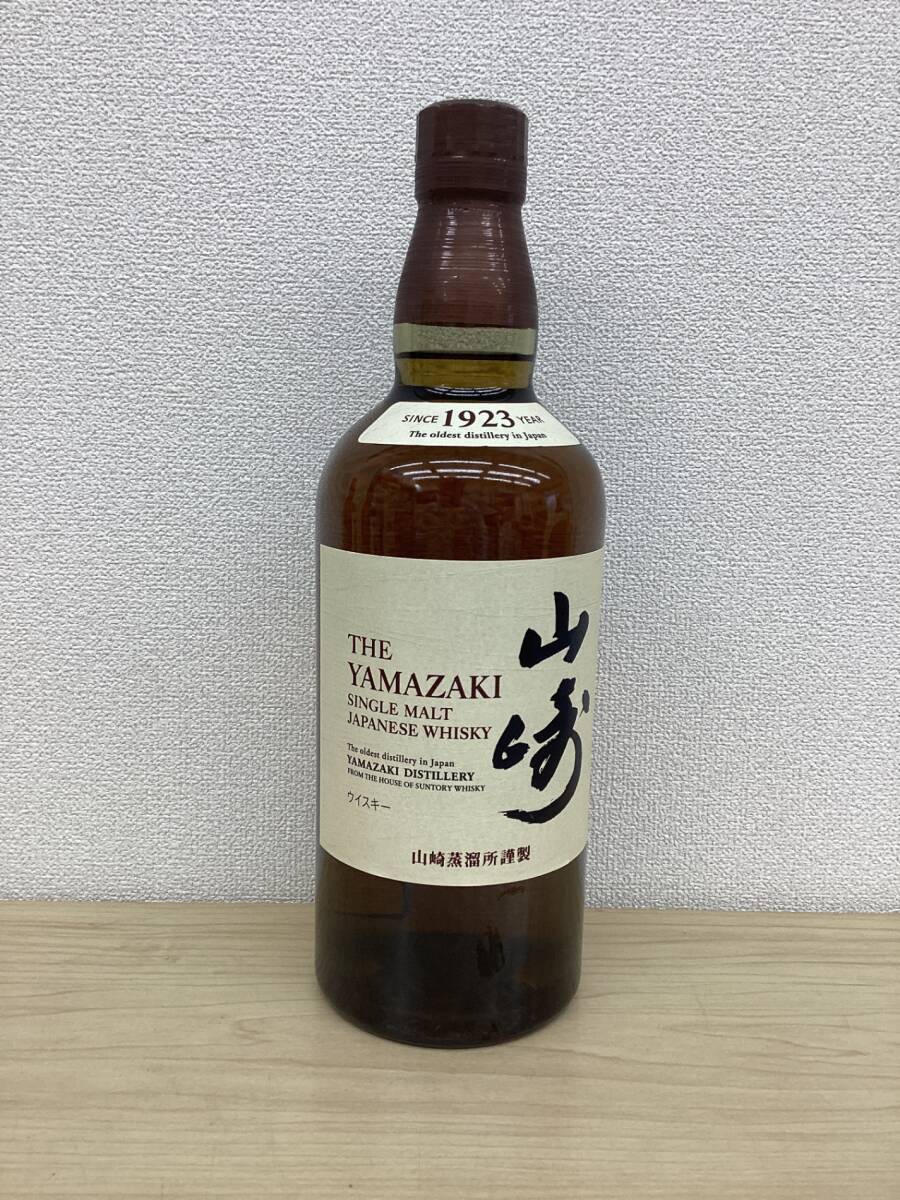 SINCE 1923 YEAR
The oldest distillery in Japan
THE
YAMAZAKI
SINGLE MALT
JAPANESE WHISKY
山崎
The oldest distillery in Japan
YAMAZAKI DISTILLERY
FROM THE HOUSE OF SUNTORY WHISKY
ウイスキー
山崎蒸溜所謹製